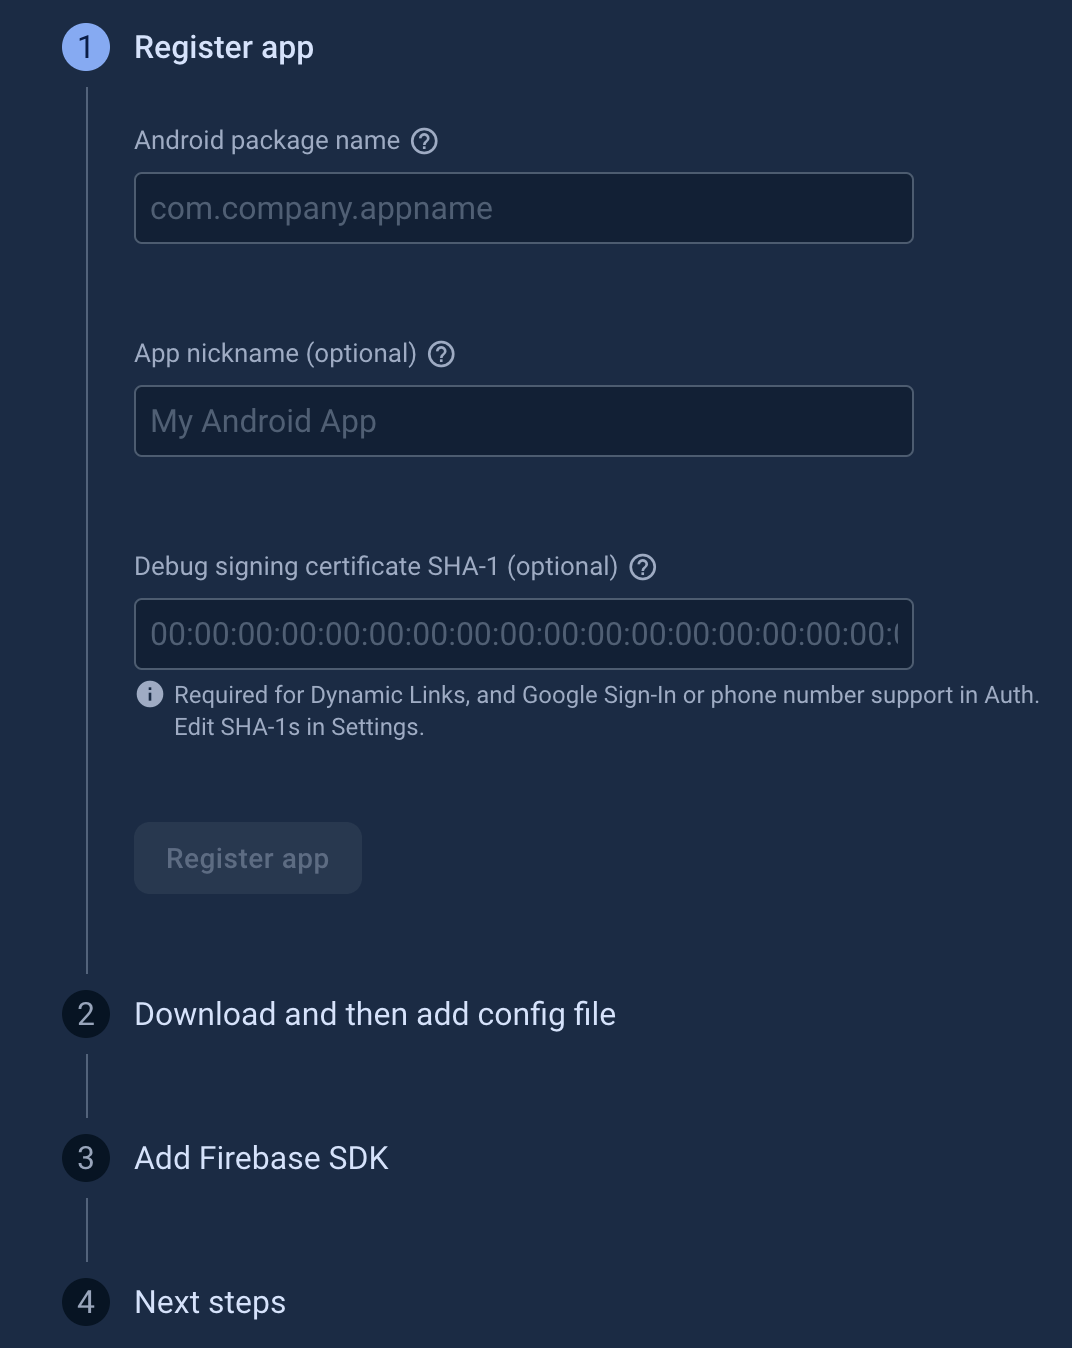 1 Register app
Android package name ?
com.company.appname
App nickname (optional) ?
My Android App
Debug signing certificate SHA-1 (optional) ?
00:00:00:00:00:00:00:00:00:00:00:00:00:00:00:00:00:
i Required for Dynamic Links, and Google Sign-In or phone number support in Auth.
Edit SHA-1s in Settings.
Register app
2 Download and then add config file
3 Add Firebase SDK
4 Next steps